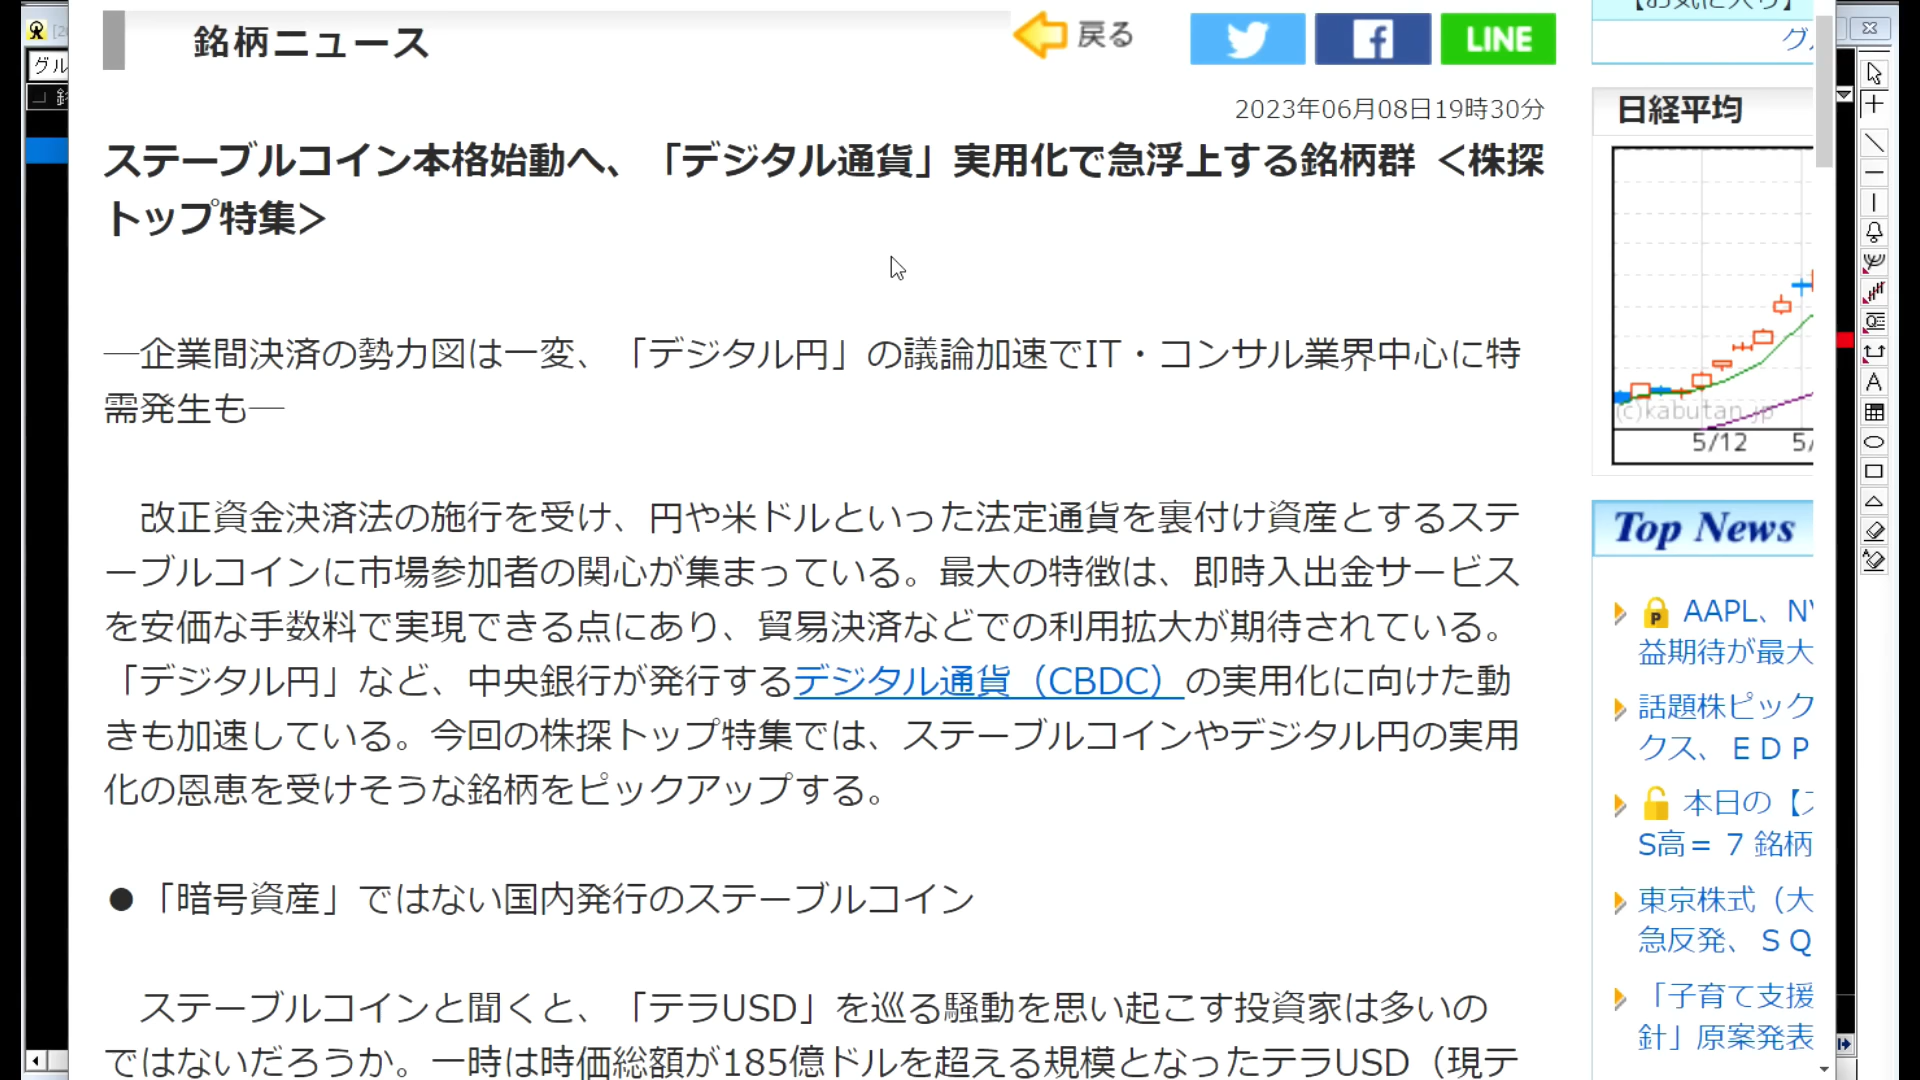 銘柄ニュース
戻る
LINE
2023年06月08日19時30分
ステーブルコイン本格始動へ、「デジタル通貨」実用化で急浮上する銘柄群 ＜株探
トップ特集＞
―企業間決済の勢力図は一変、「デジタル円」の議論加速でIT・コンサル業界中心に特
需発生も―
改正資金決済法の施行を受け、円や米ドルといった法定通貨を裏付け資産とするステ
ーブルコインに市場参加者の関心が集まっている。最大の特徴は、即時入出金サービス
を安価な手数料で実現できる点にあり、貿易決済などでの利用拡大が期待されている。
「デジタル円」など、中央銀行が発行するデジタル通貨（CBDC）の実用化に向けた動
きも加速している。今回の株探トップ特集では、ステーブルコインやデジタル円の実用
化の恩恵を受けそうな銘柄をピックアップする。
●「暗号資産」ではない国内発行のステーブルコイン
ステーブルコインと聞くと、「テラUSD」を巡る騒動を思い起こす投資家は多いの
ではないだろうか。一時は時価総額が185億ドルを超える規模となったテラUSD（現テ
グル
日経平均
(c)kabutan.jp
5/12 5/
Top News
AAPL、NV
益期待が最大
話題株ピック
クス、ＥＤＰ
本日の【ス
S高＝ ７ 銘柄
東京株式（大
急反発、ＳＱ
「子育て支援
針」原案発表